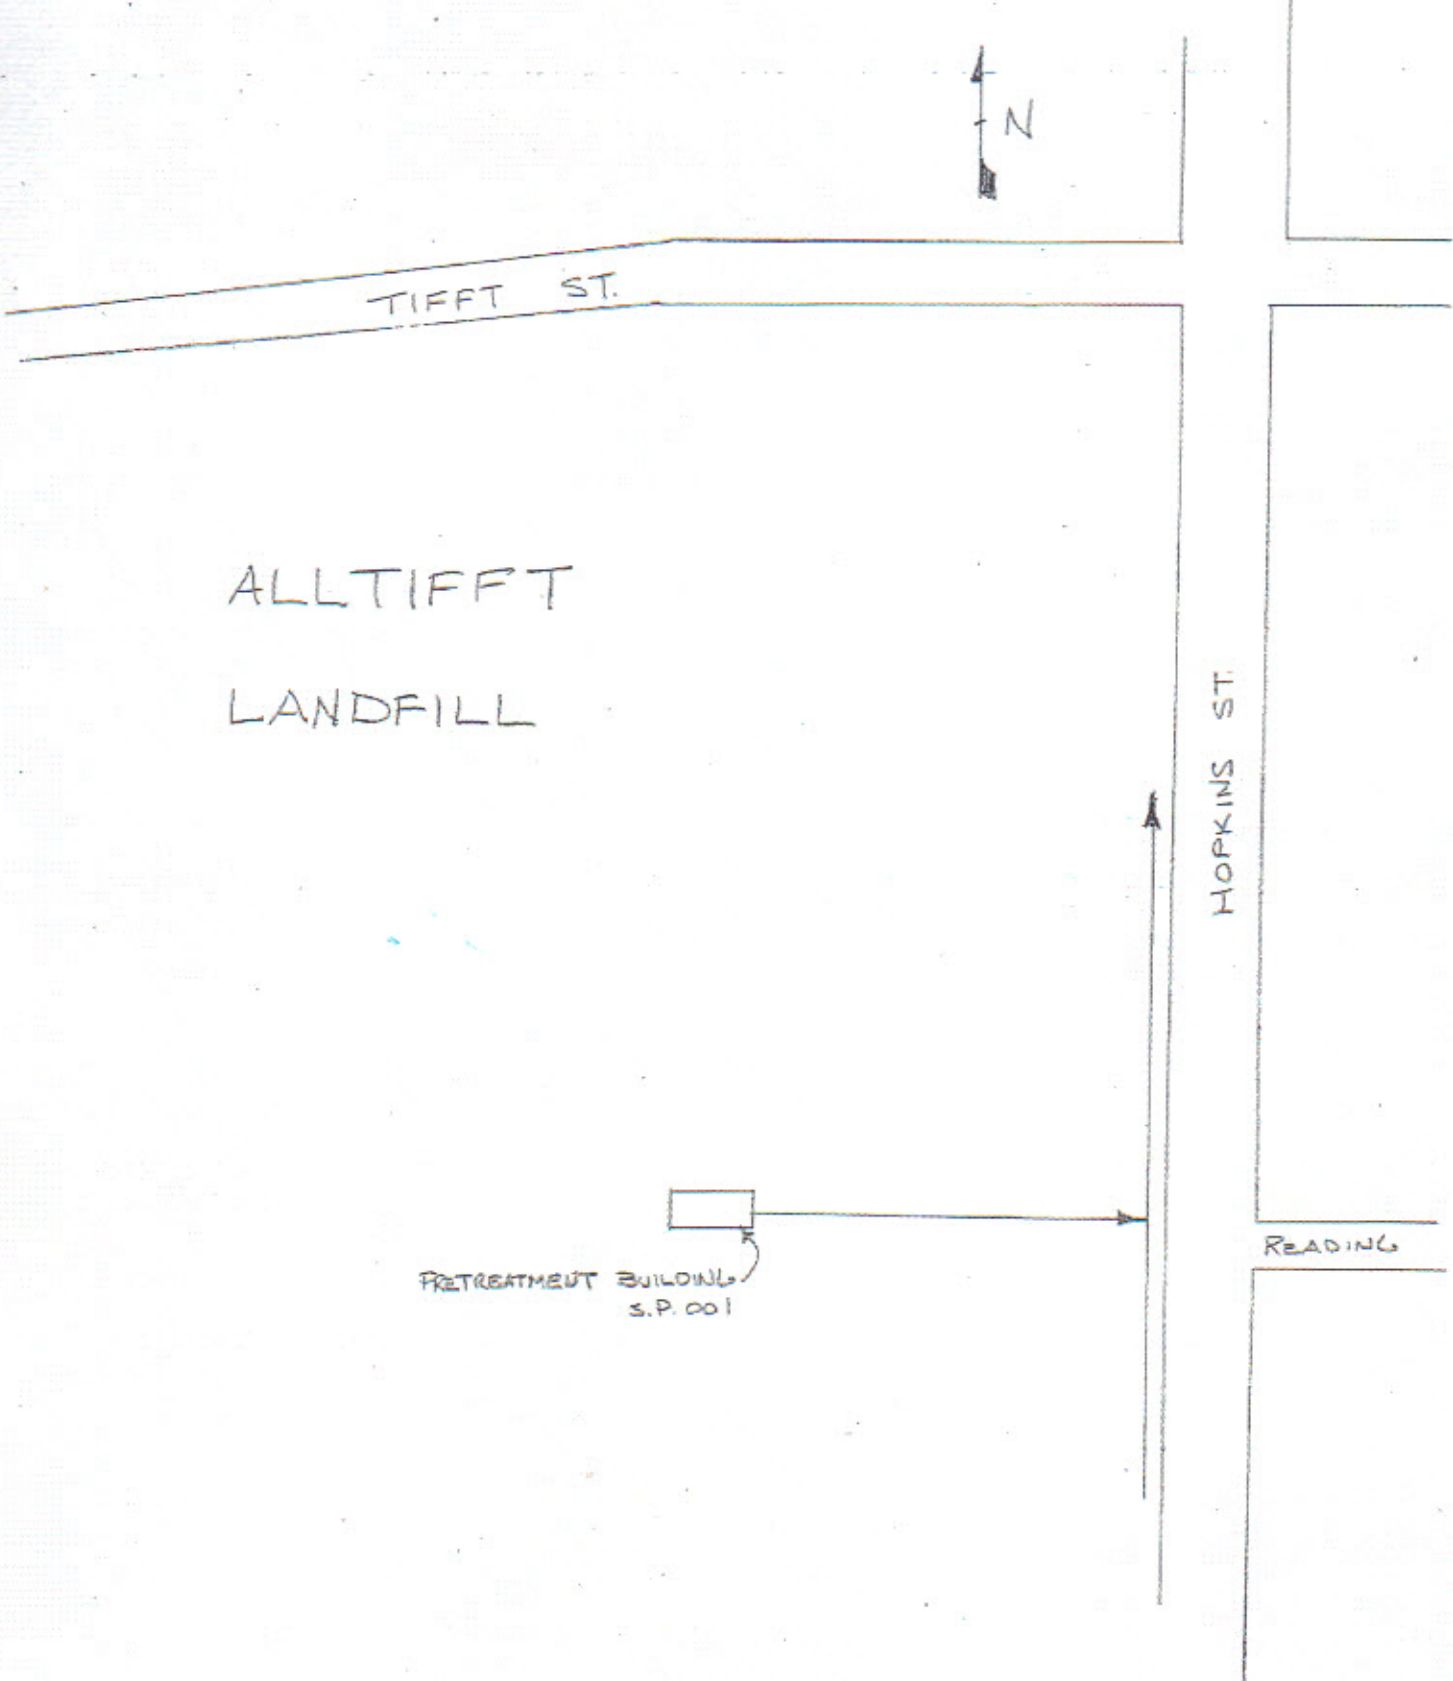 N
TIFFT ST.
ALLTIFFT
LANDFILL
HOPKINS ST.
READING
PRETREATMENT BUILDING
S.P. 001